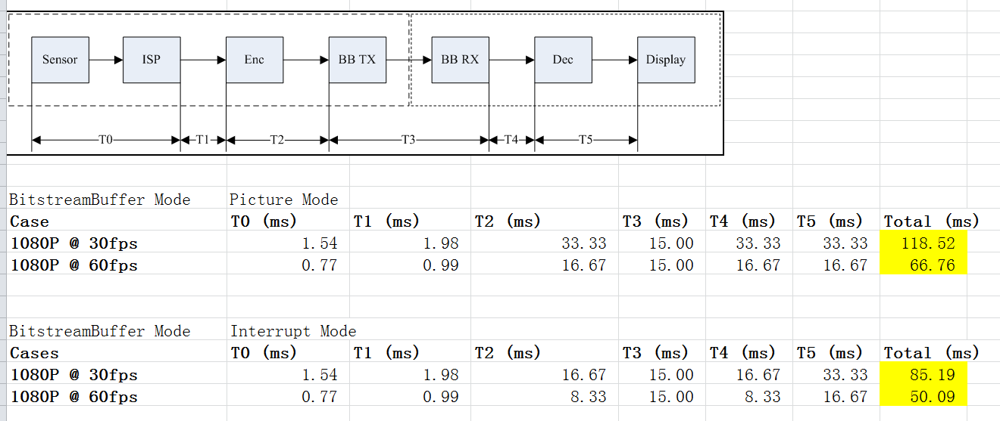 Sensor ISP Enc BB TX BB RX Dec Display
T0 T1 T2 T3 T4 T5
BitstreamBuffer Mode Picture Mode
Case T0 (ms) T1 (ms) T2 (ms) T3 (ms) T4 (ms) T5 (ms) Total (ms)
1080P @ 30fps 1.54 1.98 33.33 15.00 33.33 33.33 118.52
1080P @ 60fps 0.77 0.99 16.67 15.00 16.67 16.67 66.76
BitstreamBuffer Mode Interrupt Mode
Cases T0 (ms) T1 (ms) T2 (ms) T3 (ms) T4 (ms) T5 (ms) Total (ms)
1080P @ 30fps 1.54 1.98 16.67 15.00 16.67 33.33 85.19
1080P @ 60fps 0.77 0.99 8.33 15.00 8.33 16.67 50.09